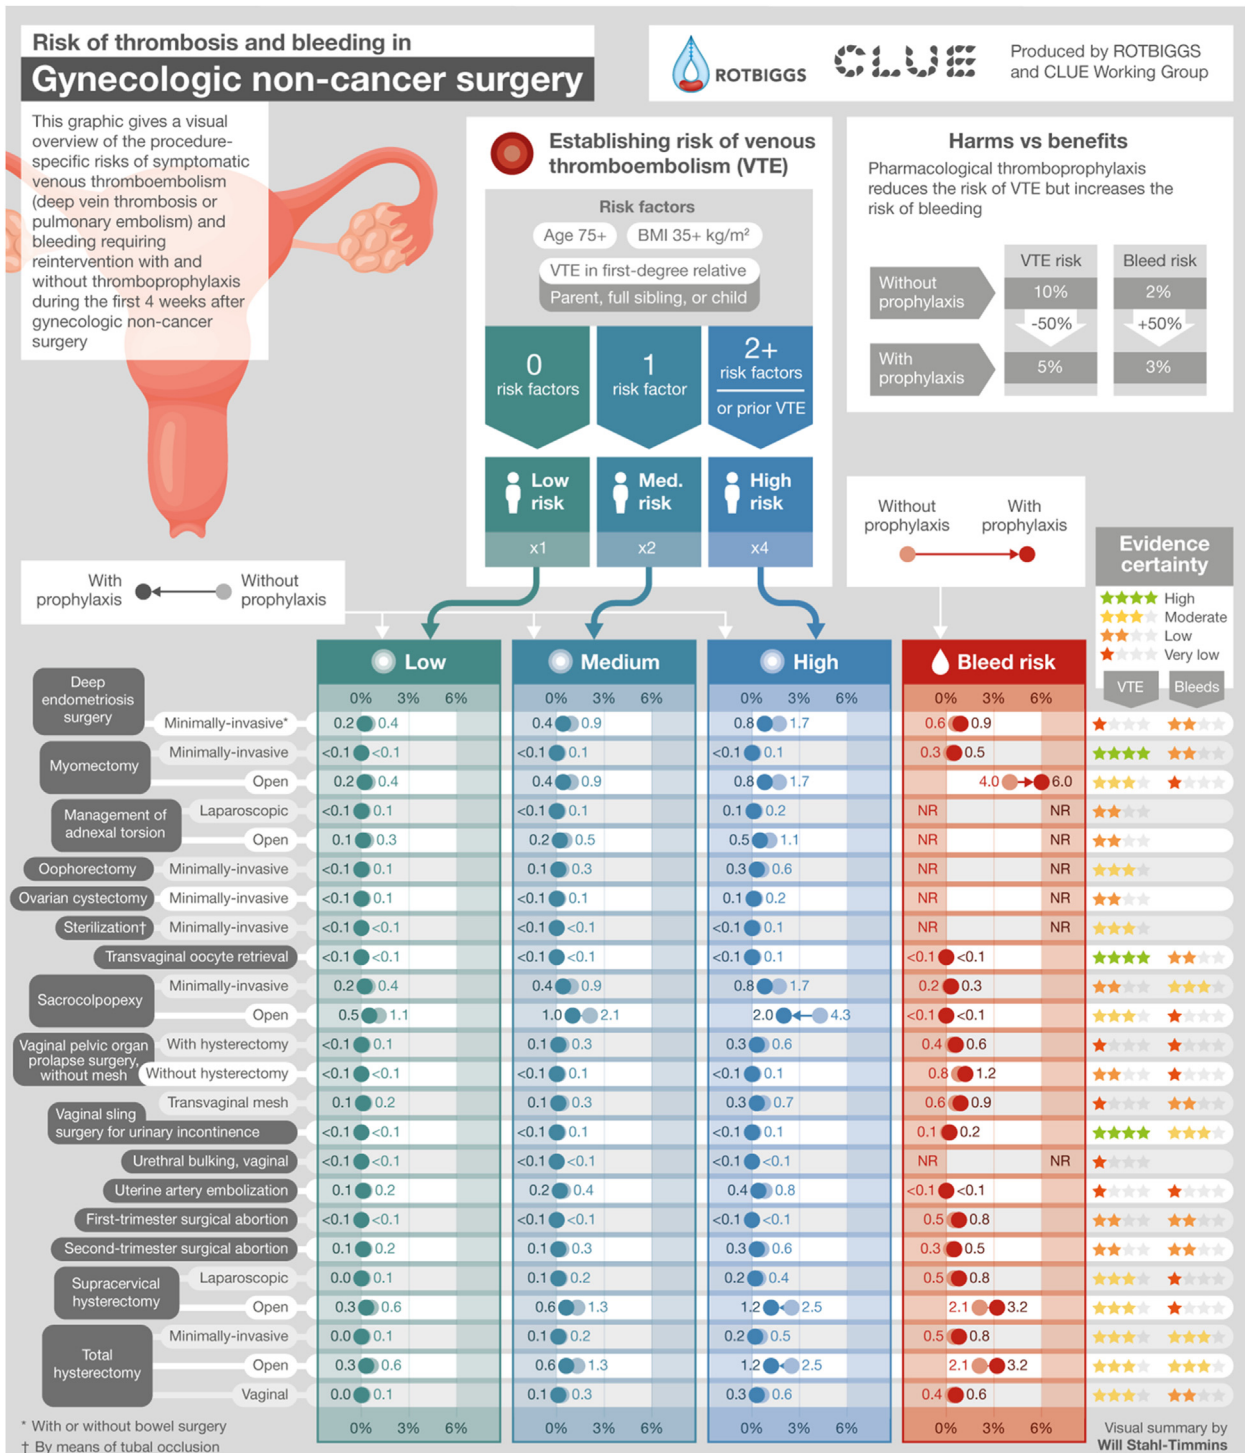 Risk of thrombosis and bleeding in
Gynecologic non-cancer surgery
This graphic gives a visual
overview of the procedure-
specific risks of symptomatic
venous thromboembolism
(deep vein thrombosis or
pulmonary embolism) and
bleeding requiring
reintervention with and
without thromboprophylaxis
during the first 4 weeks after
gynecologic non-cancer
surgery
ROTBIGGS
CLUE
Produced by ROTBIGGS
and CLUE Working Group
Establishing risk of venous
thromboembolism (VTE)
Risk factors
Age 75+ BMI 35+ kg/m²
VTE in first-degree relative
Parent, full sibling, or child
0
risk factors
1
risk factor
2+
risk factors
or prior VTE
Low
risk
x1
Med.
risk
x2
High
risk
x4
Harms vs benefits
Pharmacological thromboprophylaxis
reduces the risk of VTE but increases the
risk of bleeding
VTE risk Bleed risk
Without
prophylaxis
10% 2%
-50% +50%
With
prophylaxis
5% 3%
With
prophylaxis
Without
prophylaxis
Without
prophylaxis
With
prophylaxis
Evidence
certainty
High
Moderate
Low
Very low
VTE Bleeds
Low Medium High Bleed risk
0% 3% 6% 0% 3% 6% 0% 3% 6% 0% 3% 6%
Deep
endometriosis
surgery
Minimally-invasive* 0.2 0.4 0.4 0.9 0.8 1.7 0.6 0.9
Myomectomy
Minimally-invasive <0.1 <0.1 <0.1 0.1 <0.1 0.1 0.3 0.5
Open 0.2 0.4 0.4 0.9 0.8 1.7 4.0 6.0
Management of
adnexal torsion
Laparoscopic <0.1 0.1 <0.1 0.1 0.1 0.2 NR NR
Open 0.1 0.3 0.2 0.5 0.5 1.1 NR NR
Oophorectomy Minimally-invasive <0.1 0.1 0.1 0.3 0.3 0.6 NR NR
Ovarian cystectomy Minimally-invasive <0.1 0.1 <0.1 0.1 0.1 0.2 NR NR
Sterilization† Minimally-invasive <0.1 <0.1 <0.1 <0.1 <0.1 0.1 NR NR
Transvaginal oocyte retrieval <0.1 <0.1 <0.1 <0.1 <0.1 0.1 <0.1 <0.1
Sacrocolpopexy
Minimally-invasive 0.2 0.4 0.4 0.9 0.8 1.7 0.2 0.3
Open 0.5 1.1 1.0 2.1 2.0 4.3 <0.1 <0.1
Vaginal pelvic organ
prolapse surgery,
without mesh
With hysterectomy <0.1 0.1 0.1 0.3 0.3 0.6 0.4 0.6
Without hysterectomy <0.1 <0.1 <0.1 0.1 <0.1 0.1 0.8 1.2
Transvaginal mesh 0.1 0.2 0.1 0.3 0.3 0.7 0.6 0.9
Vaginal sling
surgery for urinary incontinence <0.1 <0.1 <0.1 0.1 <0.1 0.1 0.1 0.2
Urethral bulking, vaginal <0.1 <0.1 <0.1 <0.1 <0.1 <0.1 NR NR
Uterine artery embolization 0.1 0.2 0.2 0.4 0.4 0.8 <0.1 <0.1
First-trimester surgical abortion <0.1 <0.1 <0.1 <0.1 <0.1 <0.1 0.5 0.8
Second-trimester surgical abortion 0.1 0.2 0.1 0.3 0.3 0.6 0.3 0.5
Supracervical
hysterectomy
Laparoscopic 0.0 0.1 0.1 0.2 0.2 0.4 0.5 0.8
Open 0.3 0.6 0.6 1.3 1.2 2.5 2.1 3.2
Total
hysterectomy
Minimally-invasive 0.0 0.1 0.1 0.2 0.2 0.5 0.5 0.8
Open 0.3 0.6 0.6 1.3 1.2 2.5 2.1 3.2
Vaginal 0.0 0.1 0.1 0.3 0.3 0.6 0.4 0.6
0% 3% 6% 0% 3% 6% 0% 3% 6% 0% 3% 6%
* With or without bowel surgery
† By means of tubal occlusion
Visual summary by
Will Stahl-Timmins